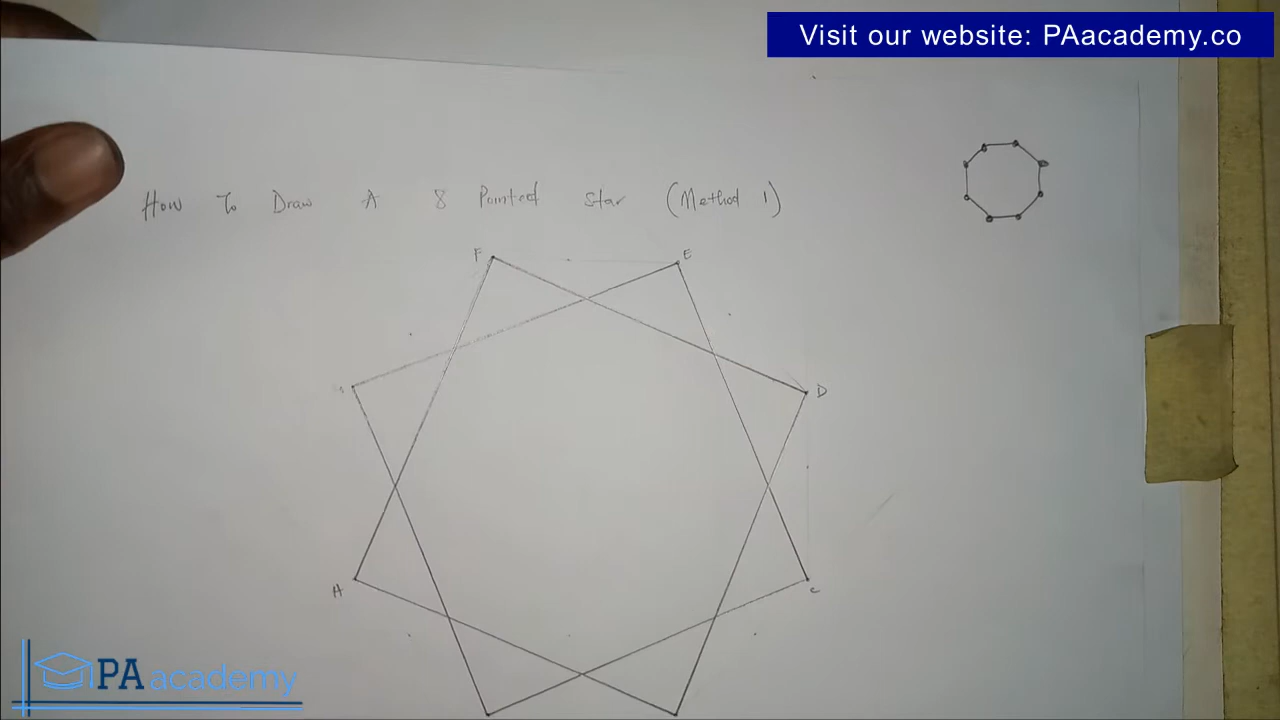 Visit our website: PAacademy.co
How To Draw A 8 Pointed Star (Method 1)
F
E
D
A
C
PA academy